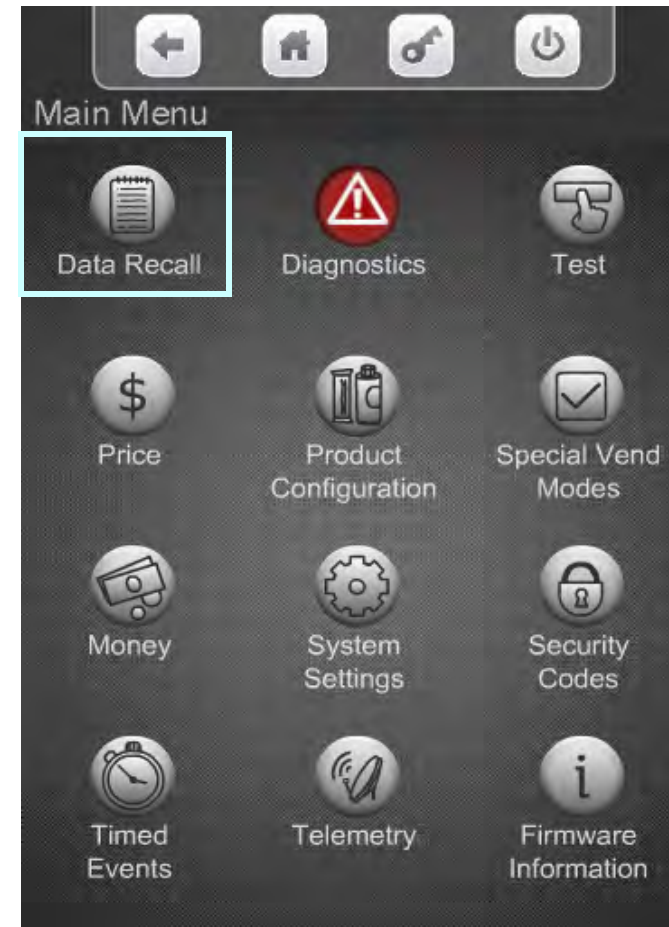 Main Menu
Data Recall
Diagnostics
Test
$
Price
Product
Configuration
Special Vend
Modes
Money
System
Settings
Security
Codes
Timed
Events
Telemetry
i
Firmware
Information